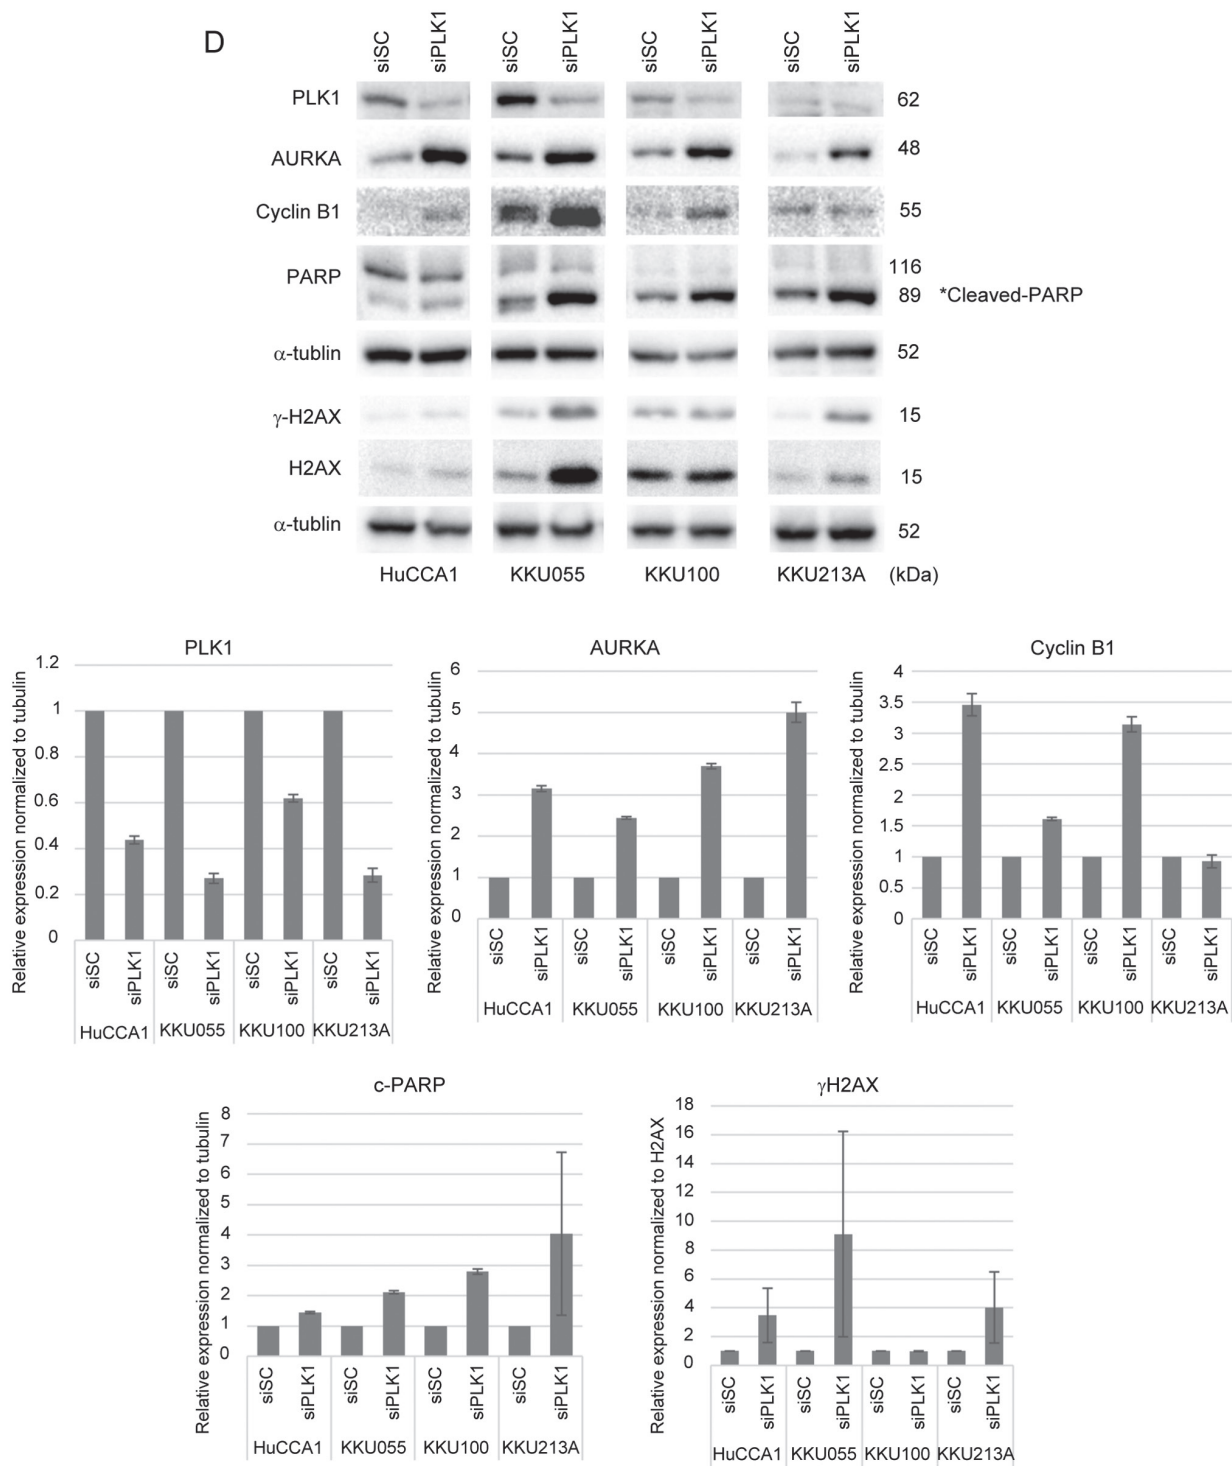 D
siSC siPLK1 siSC siPLK1 siSC siPLK1 siSC siPLK1
PLK1 62
AURKA 48
Cyclin B1 55
PARP 116
89 *Cleaved-PARP
α-tublin 52
γ-H2AX 15
H2AX 15
α-tublin 52
HuCCA1 KKU055 KKU100 KKU213A (kDa)
PLK1
Relative expression normalized to tubulin
1.2
1
0.8
0.6
0.4
0.2
0
siSC siPLK1 siSC siPLK1 siSC siPLK1 siSC siPLK1
HuCCA1 KKU055 KKU100 KKU213A
AURKA
Relative expression normalized to tubulin
6
5
4
3
2
1
0
siSC siPLK1 siSC siPLK1 siSC siPLK1 siSC siPLK1
HuCCA1 KKU055 KKU100 KKU213A
Cyclin B1
Relative expression normalized to tubulin
4
3.5
3
2.5
2
1.5
1
0.5
0
siSC siPLK1 siSC siPLK1 siSC siPLK1 siSC siPLK1
HuCCA1 KKU055 KKU100 KKU213A
c-PARP
Relative expression normalized to tubulin
8
7
6
5
4
3
2
1
0
siSC siPLK1 siSC siPLK1 siSC siPLK1 siSC siPLK1
HuCCA1 KKU055 KKU100 KKU213A
γH2AX
Relative expression normalized to H2AX
18
16
14
12
10
8
6
4
2
0
siSC siPLK1 siSC siPLK1 siSC siPLK1 siSC siPLK1
HuCCA1 KKU055 KKU100 KKU213A